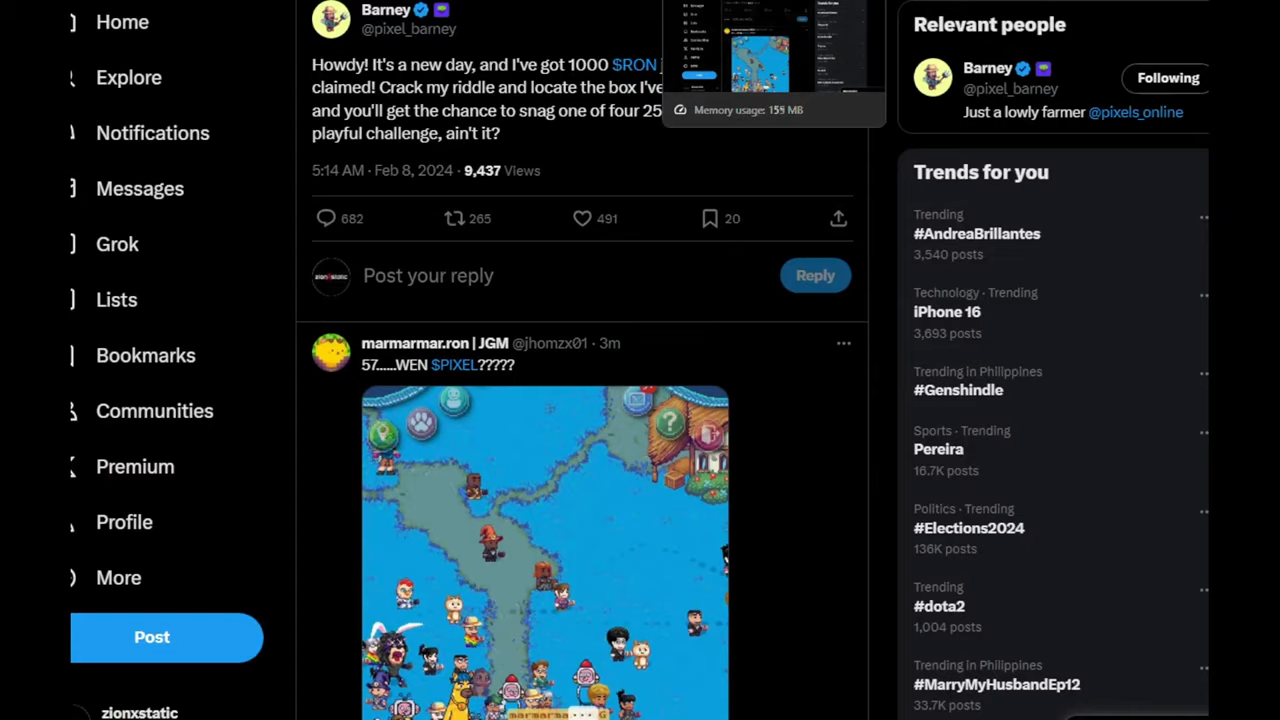 Home
Explore
Notifications
Messages
Grok
Lists
Bookmarks
Communities
Premium
Profile
More
Post
zionxstatic
Barney
@pixel_barney
Howdy! It's a new day, and I've got 1000 $RON
claimed! Crack my riddle and locate the box I've
and you'll get the chance to snag one of four 25
playful challenge, ain't it?
5:14 AM · Feb 8, 2024 · 9,437 Views
682 265 491 20
Post your reply
Reply
marmarmar.ron | JGM @jhomzx01 · 3m
57......WEN $PIXEL?????
Memory usage: 155 MB
Relevant people
Barney
@pixel_barney
Following
Just a lowly farmer @pixels_online
Trends for you
Trending
#AndreaBrillantes
3,540 posts
Technology · Trending
iPhone 16
3,693 posts
Trending in Philippines
#Genshindle
Sports · Trending
Pereira
16.7K posts
Politics · Trending
#Elections2024
136K posts
Trending
#dota2
1,004 posts
Trending in Philippines
#MarryMyHusbandEp12
33.7K posts